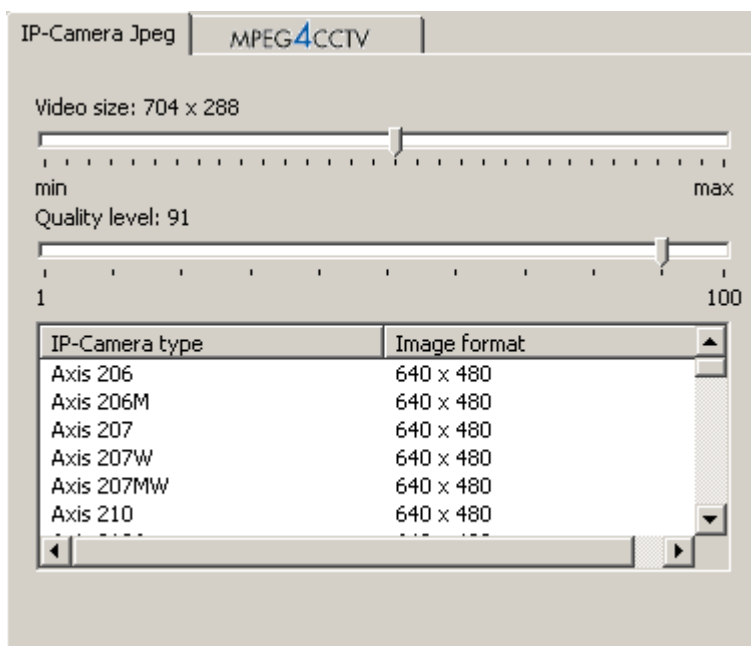 IP-Camera Jpeg MPEG4CCTV
Video size: 704 x 288
min max
Quality level: 91
1 100
IP-Camera type Image format
Axis 206 640 x 480
Axis 206M 640 x 480
Axis 207 640 x 480
Axis 207W 640 x 480
Axis 207MW 640 x 480
Axis 210 640 x 480